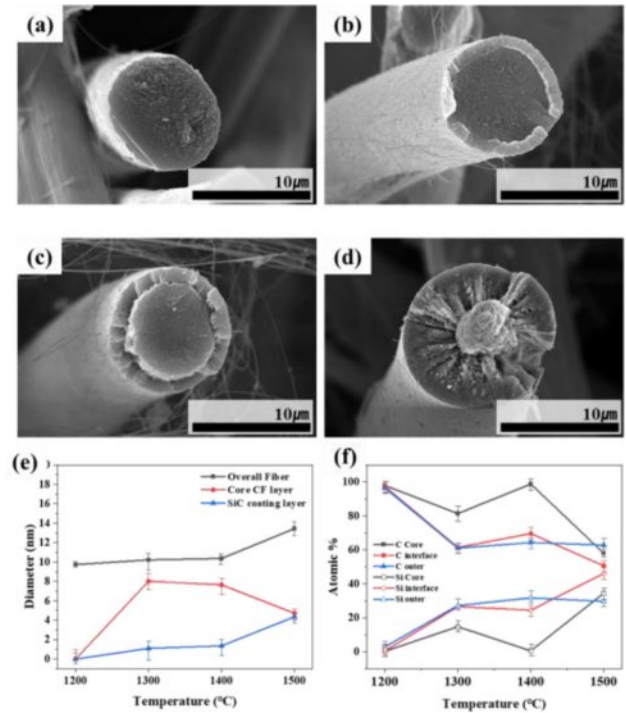 (a)
10μm
(b)
10μm
(c)
10μm
(d)
10μm
(e)
14
12
10
8
6
4
2
0
Diameter (nm)
Overall Fiber
Core CF layer
SiC coating layer
1200
1300
1400
1500
Temperature (°C)
(f)
100
80
60
40
20
0
Atomic %
C Core
C interface
C outer
Si Core
Si interface
Si outer
1200
1300
1400
1500
Temperature (°C)